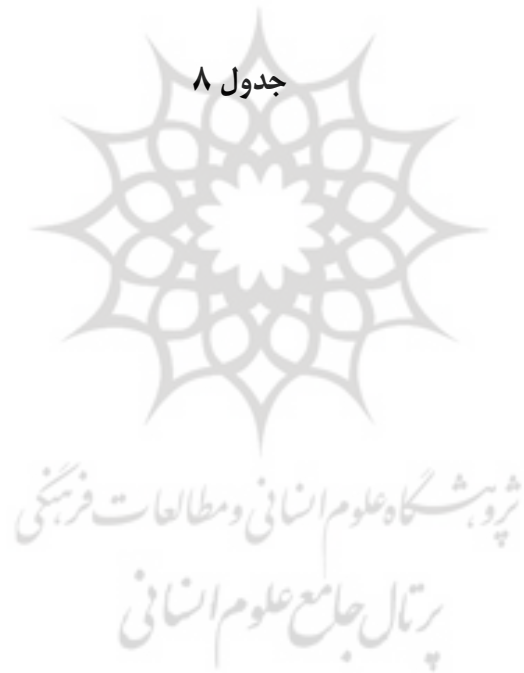 جدول ۸
پژوهشگاه علوم انسانی و مطالعات فرهنگی
پرتال جامع علوم انسانی